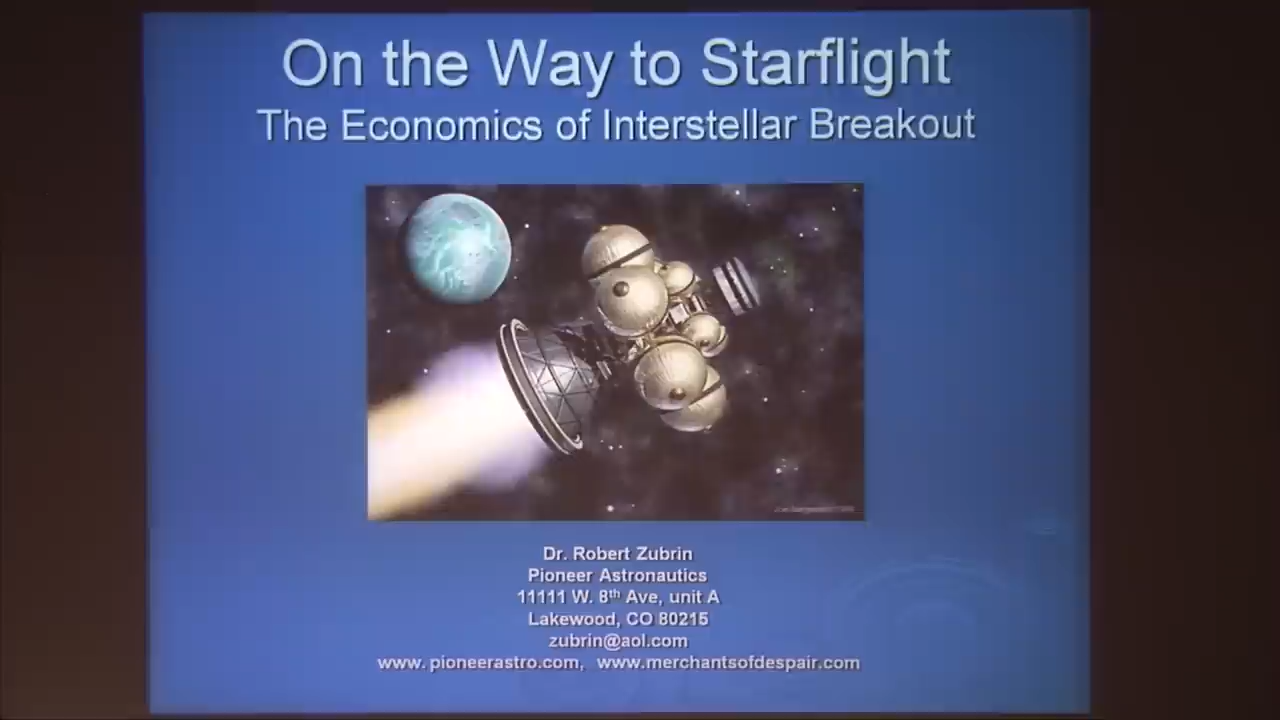 On the Way to Starflight
The Economics of Interstellar Breakout
Dr. Robert Zubrin
Pioneer Astronautics
11111 W. 8th Ave, unit A
Lakewood, CO 80215
zubrin@aol.com
www. pioneerastro.com, www.merchantsofdespair.com